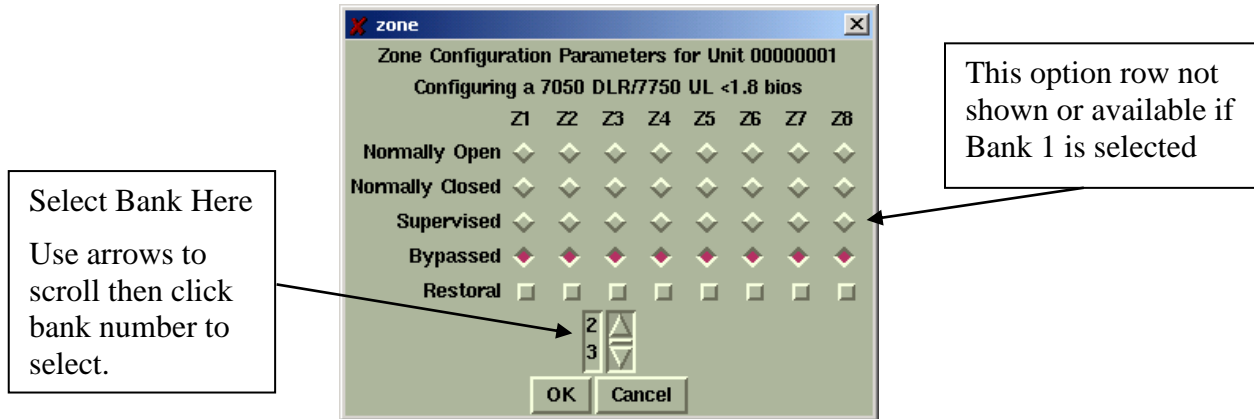 zone
Zone Configuration Parameters for Unit 00000001
Configuring a 7050 DLR/7750 UL <1.8 bios
Z1 Z2 Z3 Z4 Z5 Z6 Z7 Z8
Normally Open
Normally Closed
Supervised
Bypassed
Restoral
2
3
OK Cancel
Select Bank Here
Use arrows to
scroll then click
bank number to
select.
This option row not
shown or available if
Bank 1 is selected